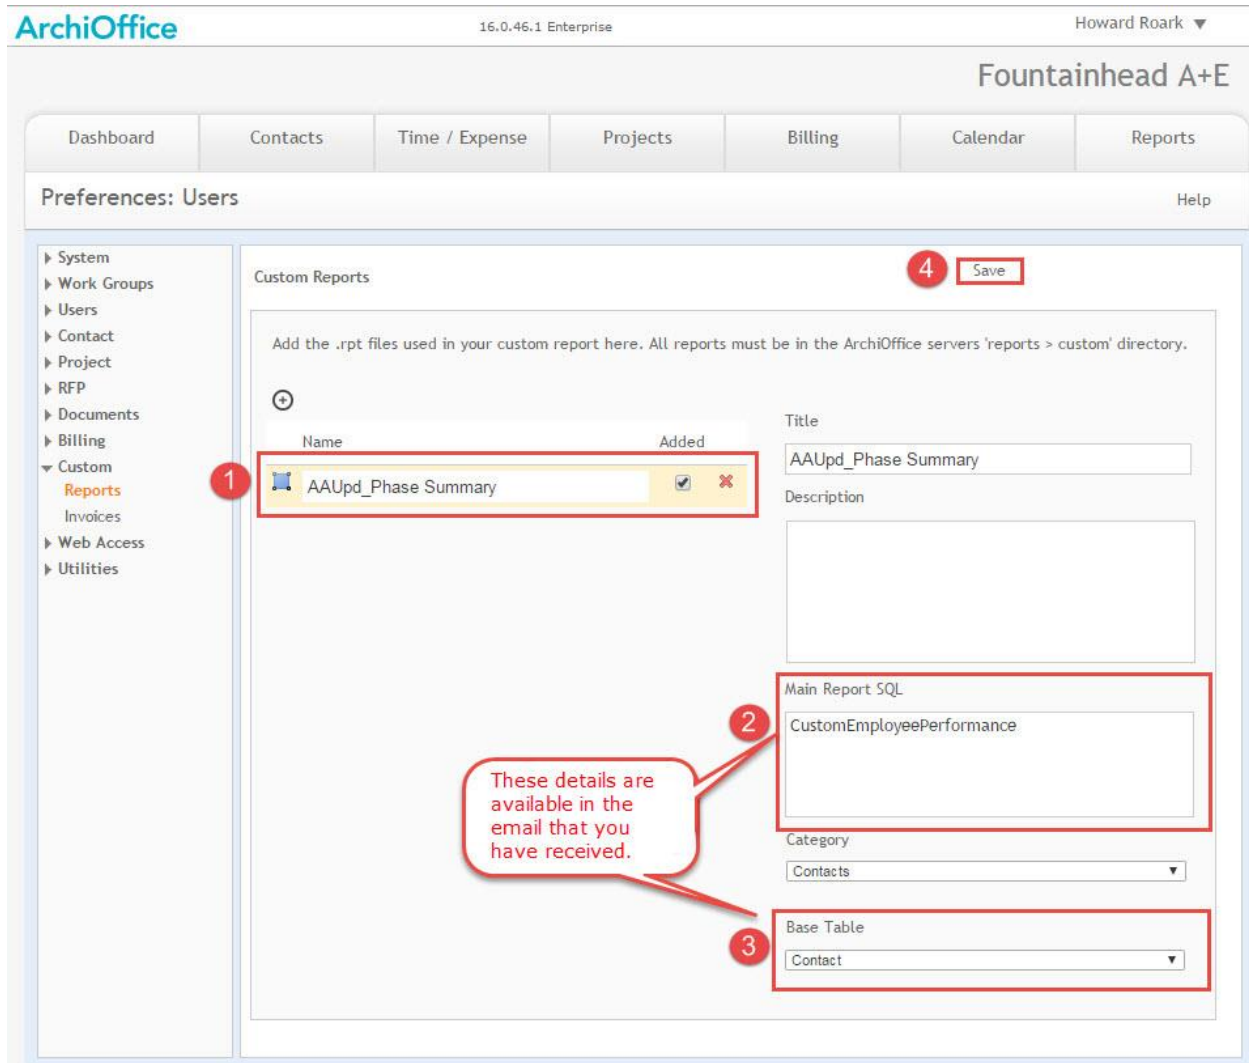 ArchiOffice
16.0.46.1 Enterprise
Howard Roark
Fountainhead A+E
Dashboard
Contacts
Time / Expense
Projects
Billing
Calendar
Reports
Preferences: Users
Help
System
Work Groups
Users
Contact
Project
RFP
Documents
Billing
Custom
Reports
Invoices
Web Access
Utilities
Custom Reports
4
Save
Add the .rpt files used in your custom report here. All reports must be in the ArchiOffice servers 'reports > custom' directory.
Name
Added
1
AAUpd_Phase Summary
Title
AAUpd_Phase Summary
Description
Main Report SQL
2
CustomEmployeePerformance
These details are
available in the
email that you
have received.
Category
Contacts
3
Base Table
Contact